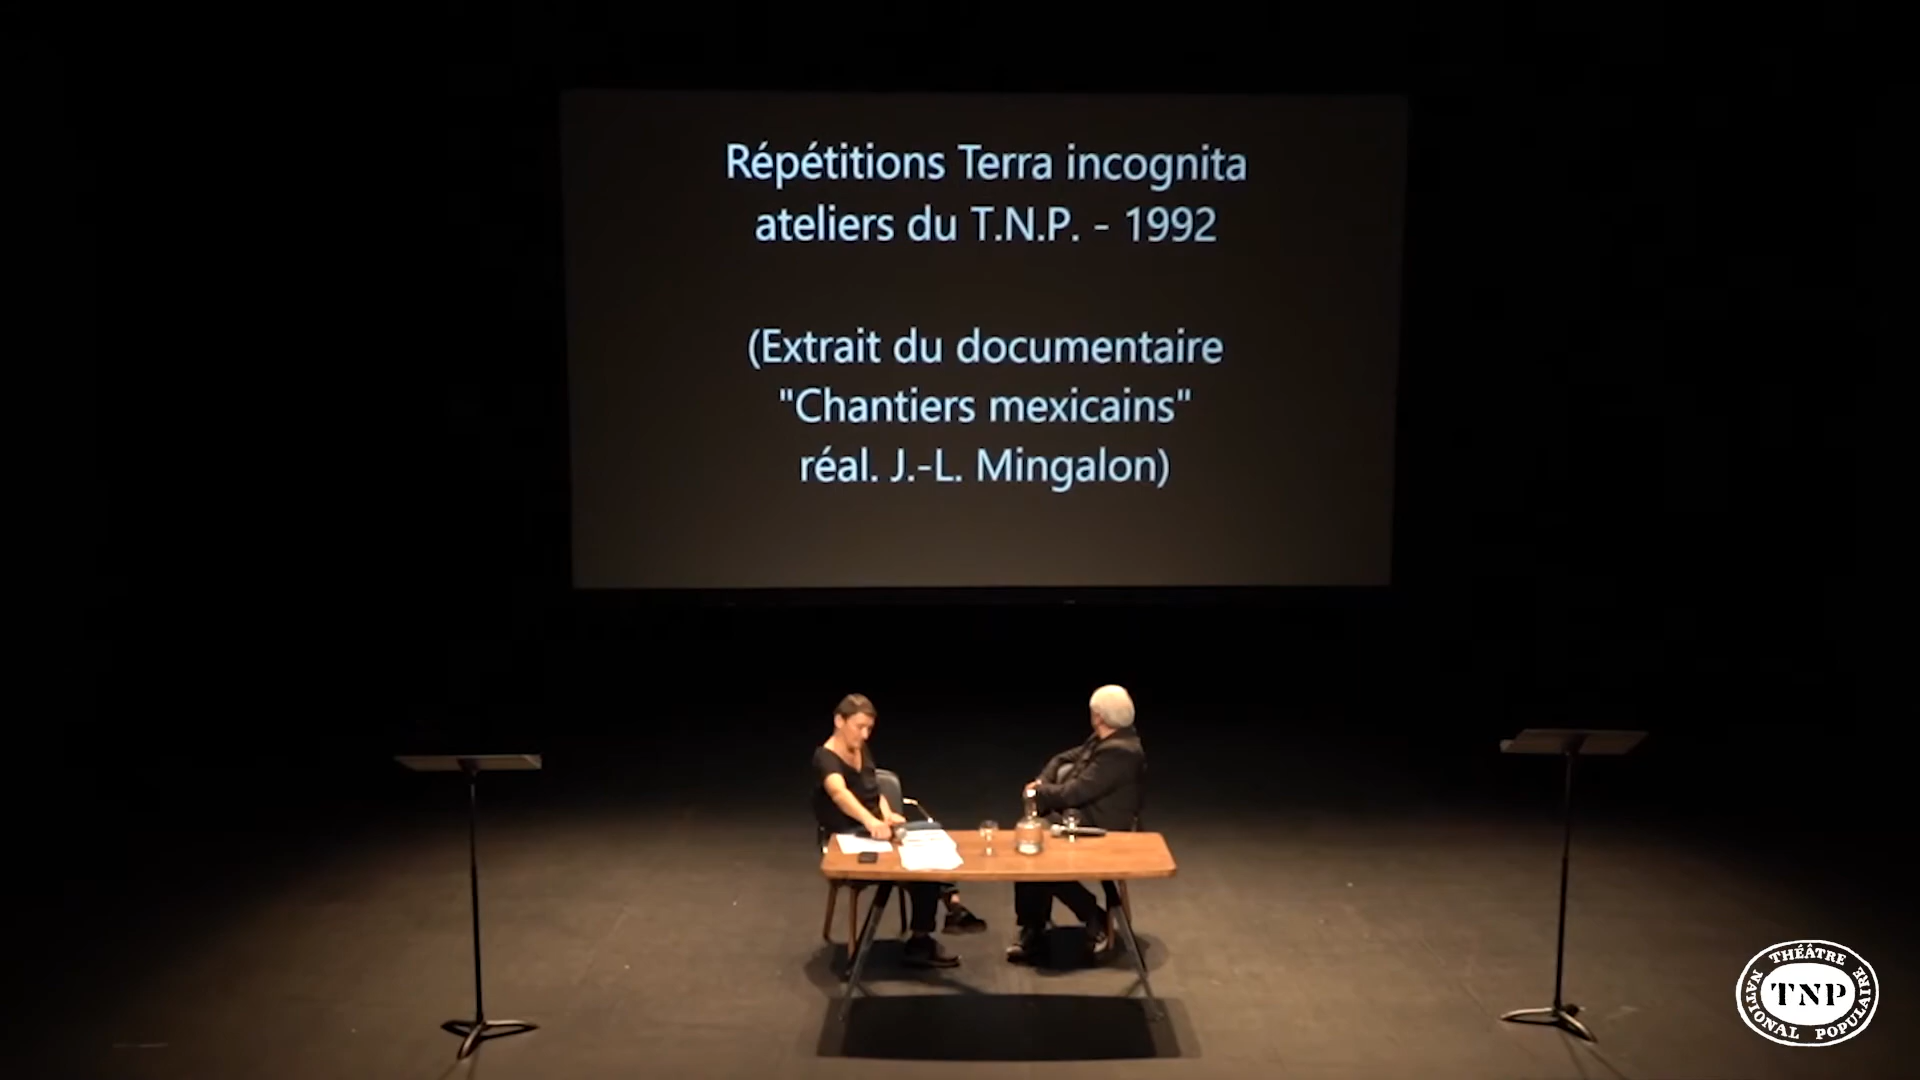 Répétitions Terra incognita
ateliers du T.N.P. - 1992
(Extrait du documentaire
"Chantiers mexicains"
réal. J.-L. Mingalon)
THÉÂTRE
NATIONAL POPULAIRE
TNP